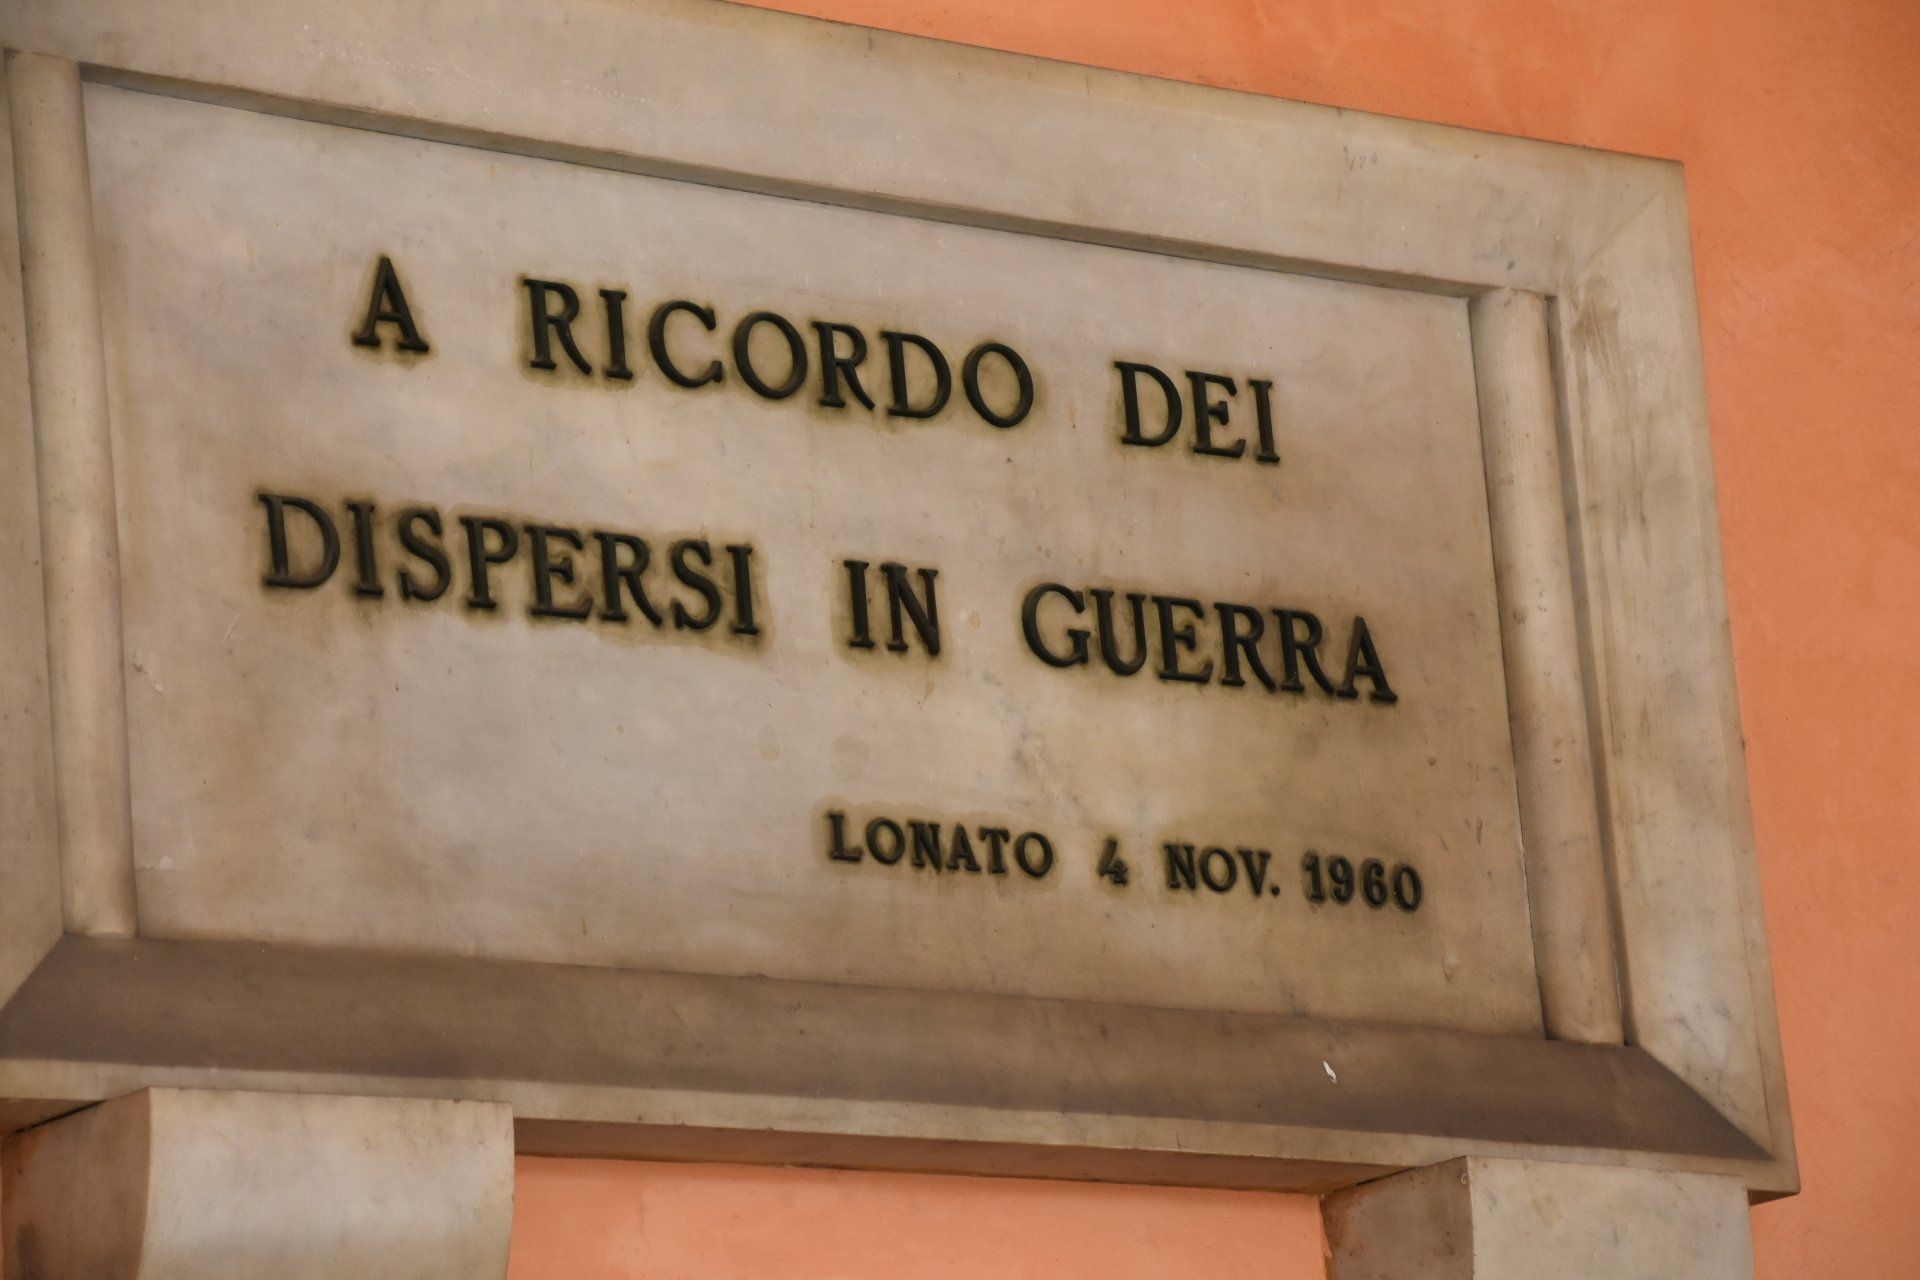 A RICORDO DEI
DISPERSI IN GUERRA
LONATO 4 NOV. 1960